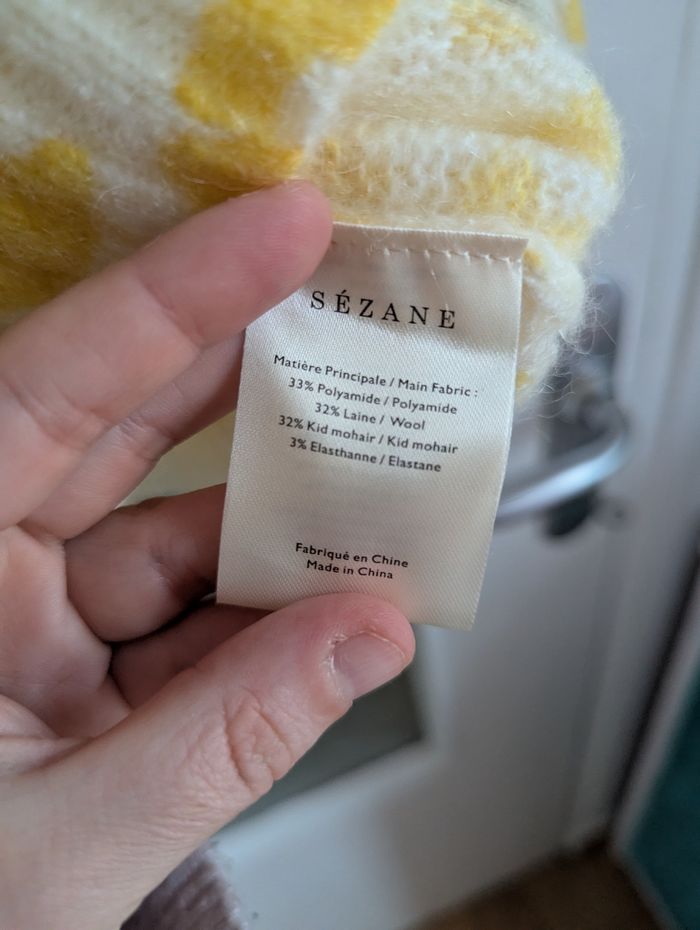 SÉZANE
Matière Principale / Main Fabric :
33% Polyamide / Polyamide
32% Laine / Wool
32% Kid mohair / Kid mohair
3% Elasthanne / Elastane
Fabriqué en Chine
Made in China